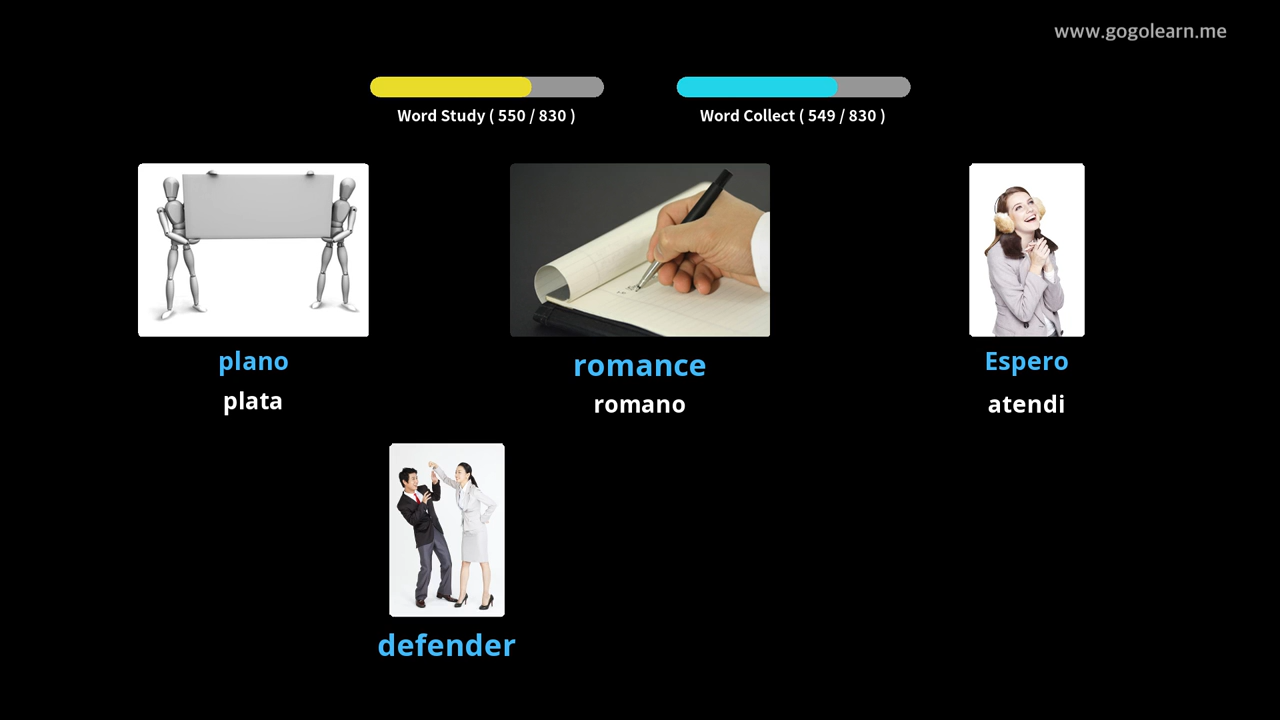 www.gogolearn.me
Word Study ( 550 / 830 )
Word Collect ( 549 / 830 )
plano
plata
romance
romano
Espero
atendi
defender